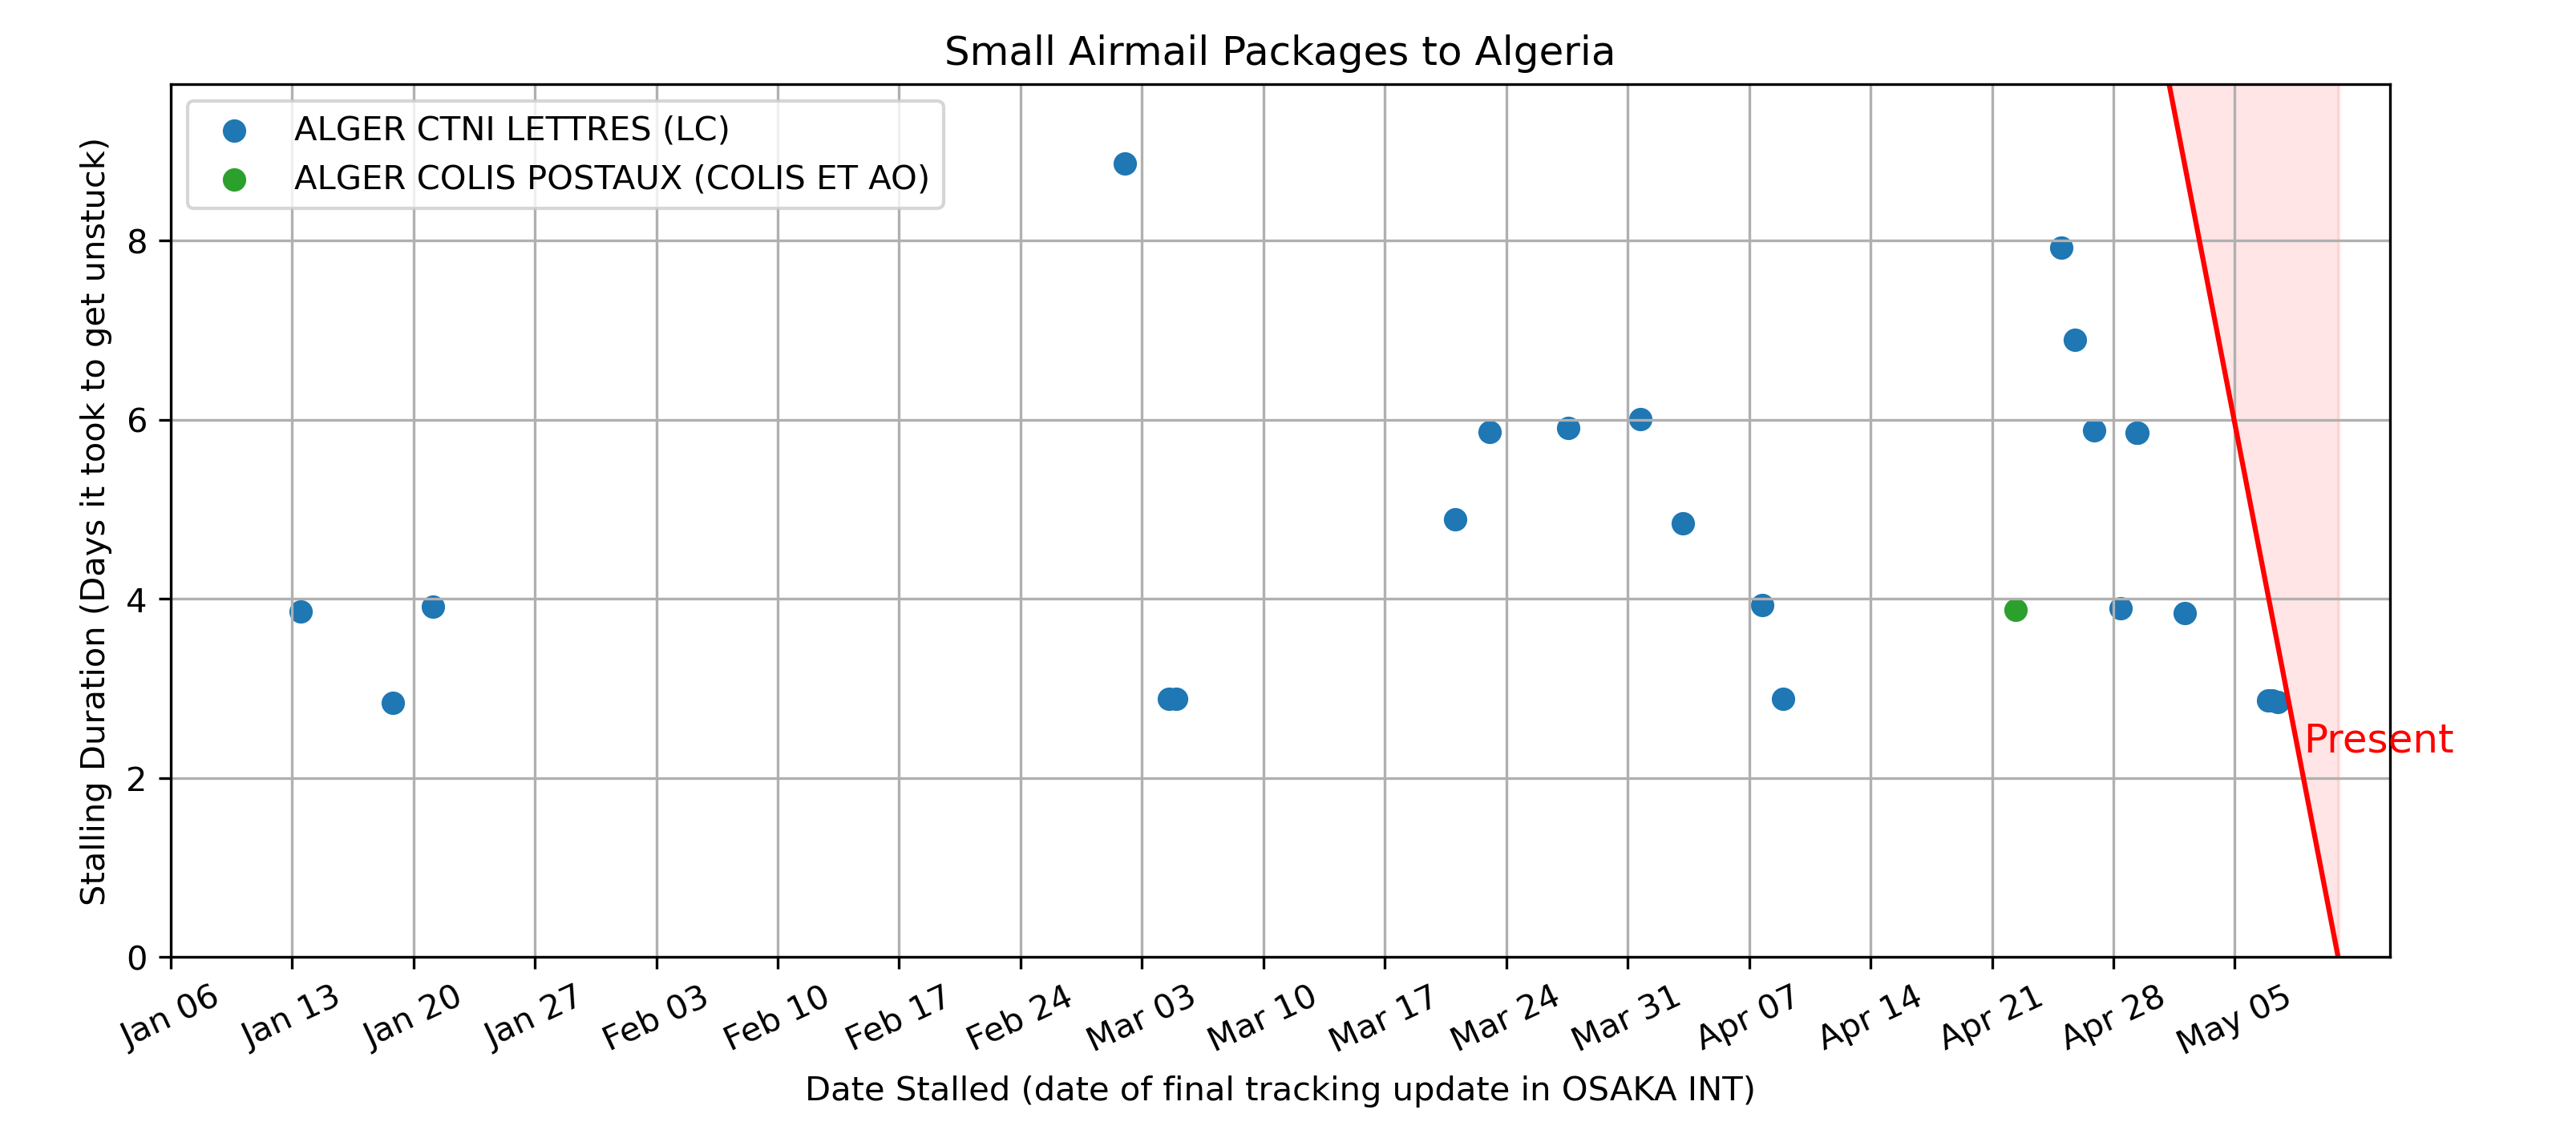 Small Airmail Packages to Algeria
ALGER CTNI LETTRES (LC)
ALGER COLIS POSTAUX (COLIS ET AO)
Stalling Duration (Days it took to get unstuck)
8
6
4
2
0
Present
Jan 06
Jan 13
Jan 20
Jan 27
Feb 03
Feb 10
Feb 17
Feb 24
Mar 03
Mar 10
Mar 17
Mar 24
Mar 31
Apr 07
Apr 14
Apr 21
Apr 28
May 05
Date Stalled (date of final tracking update in OSAKA INT)